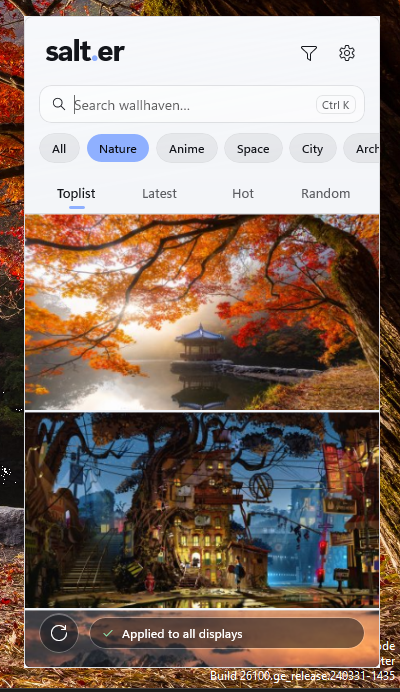 salt.er
Search wallhaven...
Ctrl K
All
Nature
Anime
Space
City
Toplist
Latest
Hot
Random
Applied to all displays
Build 26100.ge_release.240331-1435